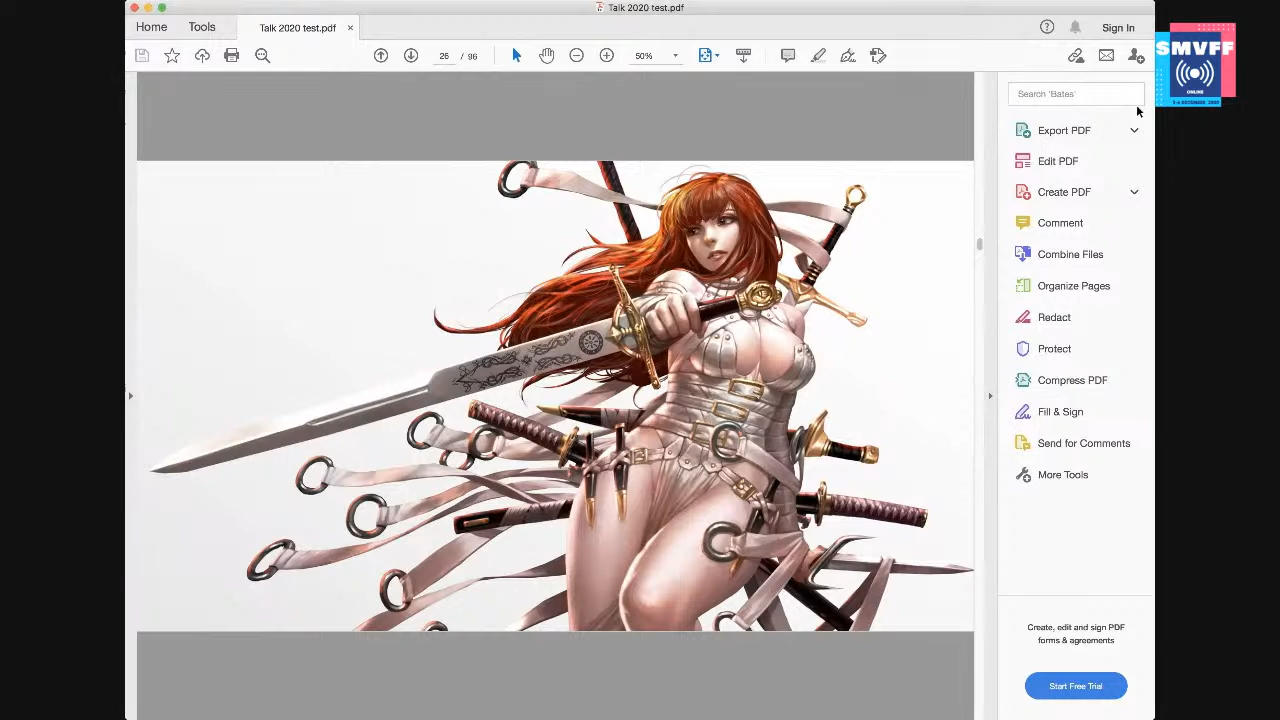 Talk 2020 test.pdf
Home
Tools
Talk 2020 test.pdf
×
Sign In
26 / 96
50%
SMVFF
ONLINE
Search 'Bates'
Export PDF
Edit PDF
Create PDF
Comment
Combine Files
Organize Pages
Redact
Protect
Compress PDF
Fill & Sign
Send for Comments
More Tools
Create, edit and sign PDF
forms & agreements
Start Free Trial